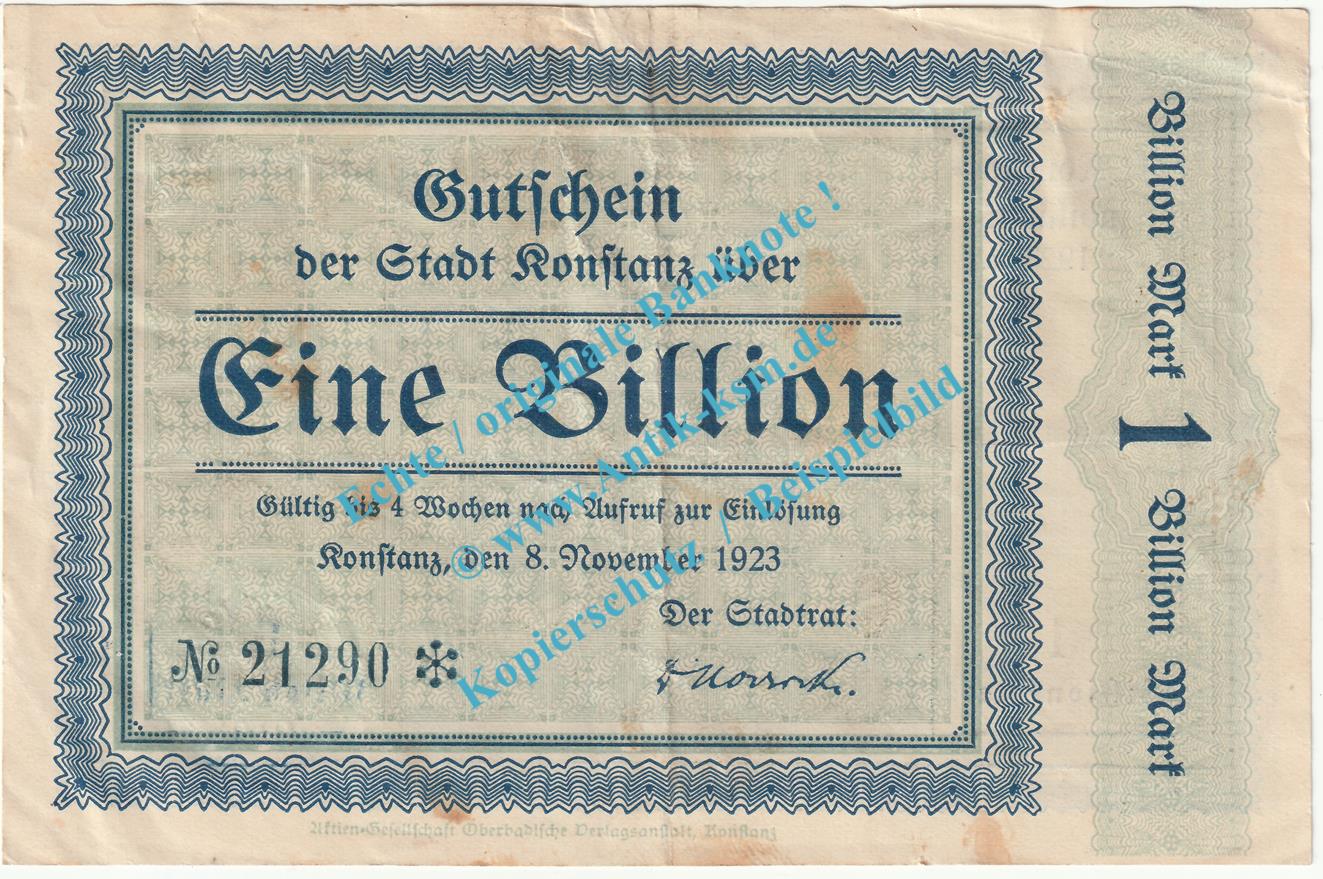 Gutschein
der Stadt Konstanz über
Eine Billion
Gültig bis 4 Wochen nach Aufruf zur Einlösung
Konstanz, den 8. November 1923
Der Stadtrat:
№ 21290 *
Aktien-Gesellschaft Oberbadische Verlagsanstalt, Konstanz
Billion Mark 1 Billion Mark
Echte / originale Banknote !
© www.Antik-ksm.de
Kopierschutz / Beispielbild